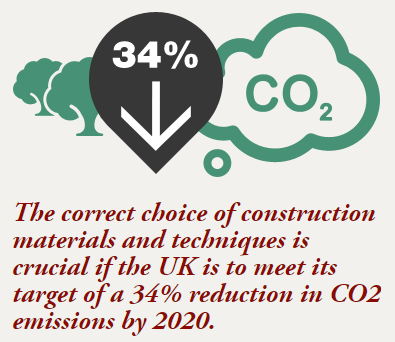 34%
CO2
The correct choice of construction
materials and techniques is
crucial if the UK is to meet its
target of a 34% reduction in CO2
emissions by 2020.